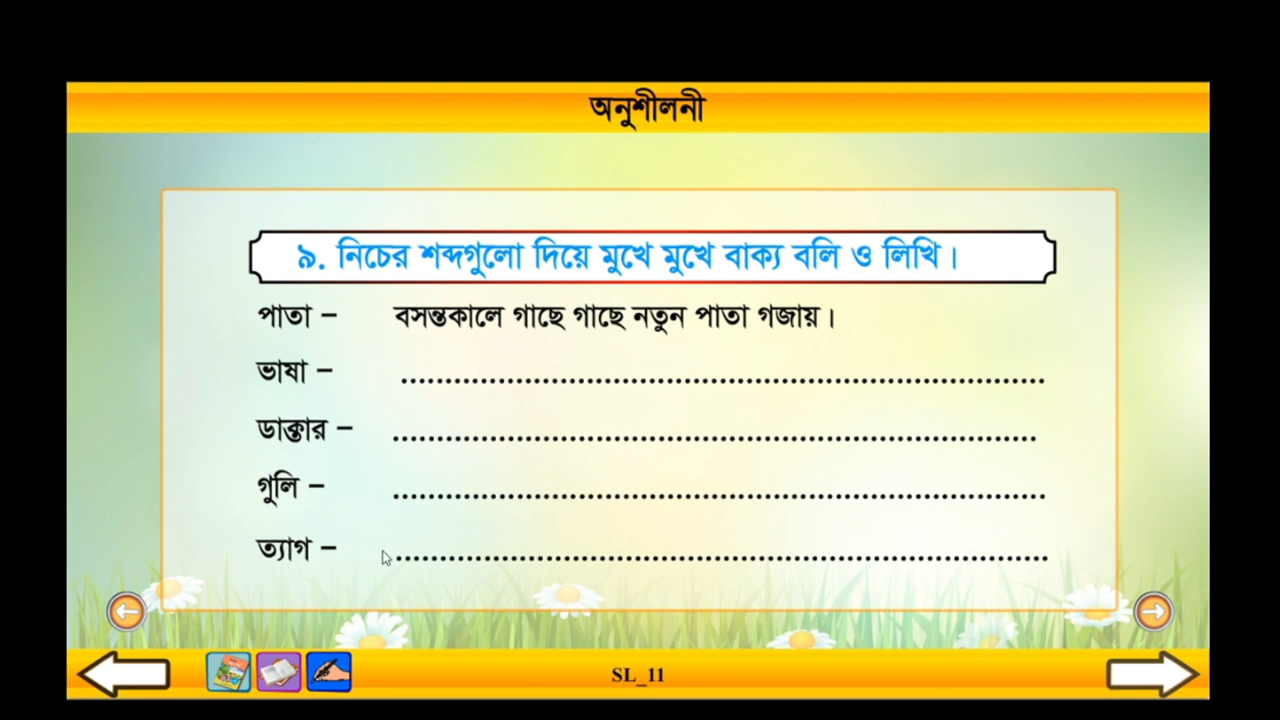 অনুশীলনী
৯. নিচের শব্দগুলো দিয়ে মুখে মুখে বাক্য বলি ও লিখি।
পাতা – বসন্তকালে গাছে গাছে নতুন পাতা গজায়।
ভাষা – ................................................................
ডাক্তার – ................................................................
গুলি – ................................................................
ত্যাগ – ................................................................
SL_11